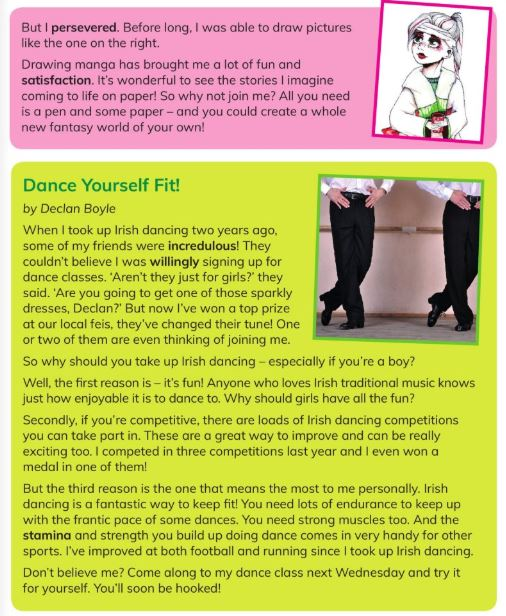 But I persevered. Before long, I was able to draw pictures
like the one on the right.
Drawing manga has brought me a lot of fun and
satisfaction. It's wonderful to see the stories I imagine
coming to life on paper! So why not join me? All you need
is a pen and some paper – and you could create a whole
new fantasy world of your own!
Dance Yourself Fit!
by Declan Boyle
When I took up Irish dancing two years ago,
some of my friends were incredulous! They
couldn't believe I was willingly signing up for
dance classes. 'Aren't they just for girls?' they
said. 'Are you going to get one of those sparkly
dresses, Declan?' But now I've won a top prize
at our local feis, they've changed their tune! One
or two of them are even thinking of joining me.
So why should you take up Irish dancing – especially if you're a boy?
Well, the first reason is – it's fun! Anyone who loves Irish traditional music knows
just how enjoyable it is to dance to. Why should girls have all the fun?
Secondly, if you're competitive, there are loads of Irish dancing competitions
you can take part in. These are a great way to improve and can be really
exciting too. I competed in three competitions last year and I even won a
medal in one of them!
But the third reason is the one that means the most to me personally. Irish
dancing is a fantastic way to keep fit! You need lots of endurance to keep up
with the frantic pace of some dances. You need strong muscles too. And the
stamina and strength you build up doing dance comes in very handy for other
sports. I've improved at both football and running since I took up Irish dancing.
Don't believe me? Come along to my dance class next Wednesday and try it
for yourself. You'll soon be hooked!